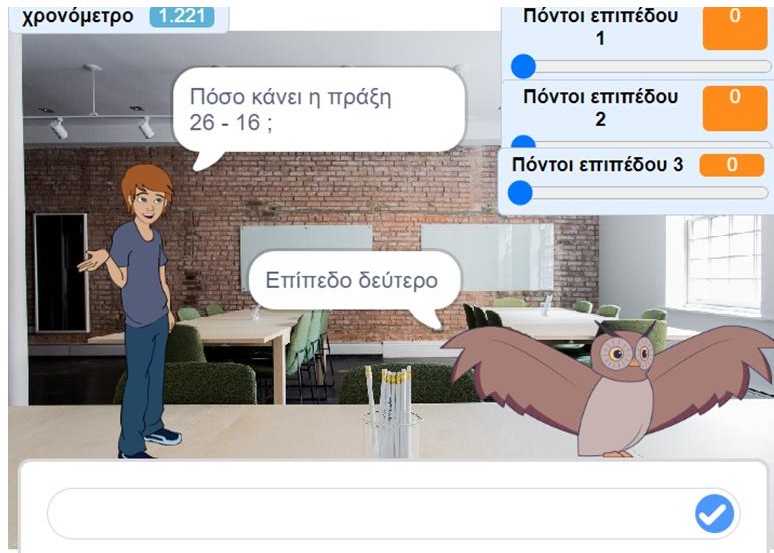 χρονόμετρο 1.221
Πόντοι επιπέδου
1
0
Πόντοι επιπέδου
2
0
Πόντοι επιπέδου 3 0
Πόσο κάνει η πράξη
26 - 16 ;
Επίπεδο δεύτερο